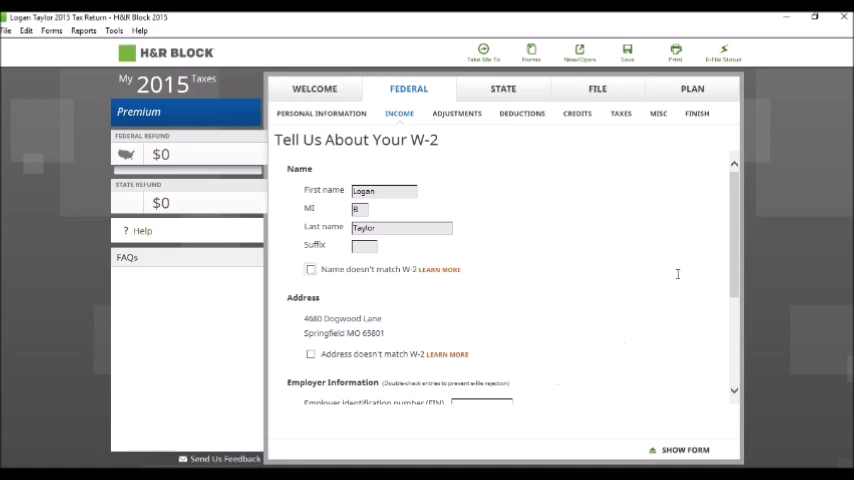 Logan Taylor 2015 Tax Return - H&R Block 2015
File Edit Forms Reports Tools Help
H&R BLOCK
Take Me To Forms New/Open Save Print E-File Status
My 2015 Taxes
Premium
FEDERAL REFUND
$0
STATE REFUND
$0
? Help
FAQs
Send Us Feedback
WELCOME FEDERAL STATE FILE PLAN
PERSONAL INFORMATION INCOME ADJUSTMENTS DEDUCTIONS CREDITS TAXES MISC FINISH
Tell Us About Your W-2
Name
First name Logan
MI B
Last name Taylor
Suffix
Name doesn't match W-2 LEARN MORE
Address
4680 Dogwood Lane
Springfield MO 65801
Address doesn't match W-2 LEARN MORE
Employer Information (Double-check entries to prevent e-file rejection)
Employer identification number (EIN)
SHOW FORM